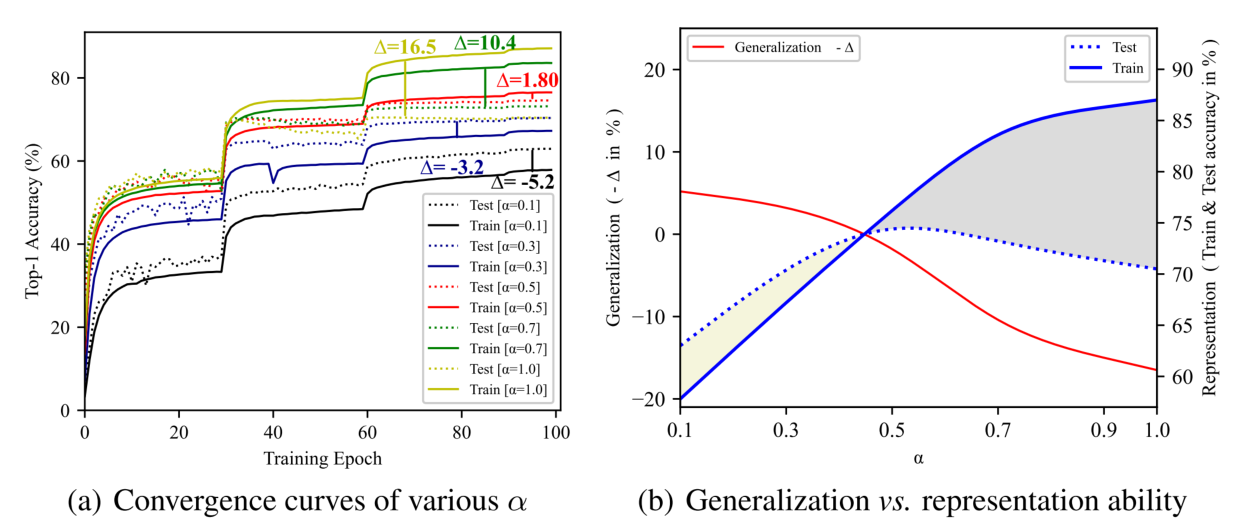 Top-1 Accuracy (%)
80
60
40
20
0
0
20
40
60
80
100
Training Epoch
Δ=16.5
Δ=10.4
Δ=1.80
Δ= -3.2
Δ= -5.2
Test [α=0.1]
Train [α=0.1]
Test [α=0.3]
Train [α=0.3]
Test [α=0.5]
Train [α=0.5]
Test [α=0.7]
Train [α=0.7]
Test [α=1.0]
Train [α=1.0]
(a) Convergence curves of various α
Generalization ( - Δ in %)
20
10
0
−10
−20
Generalization - Δ
Test
Train
90
85
80
75
70
65
60
Representation ( Train & Test accuracy in % )
0.1
0.3
0.5
0.7
0.9
1.0
α
(b) Generalization vs. representation ability